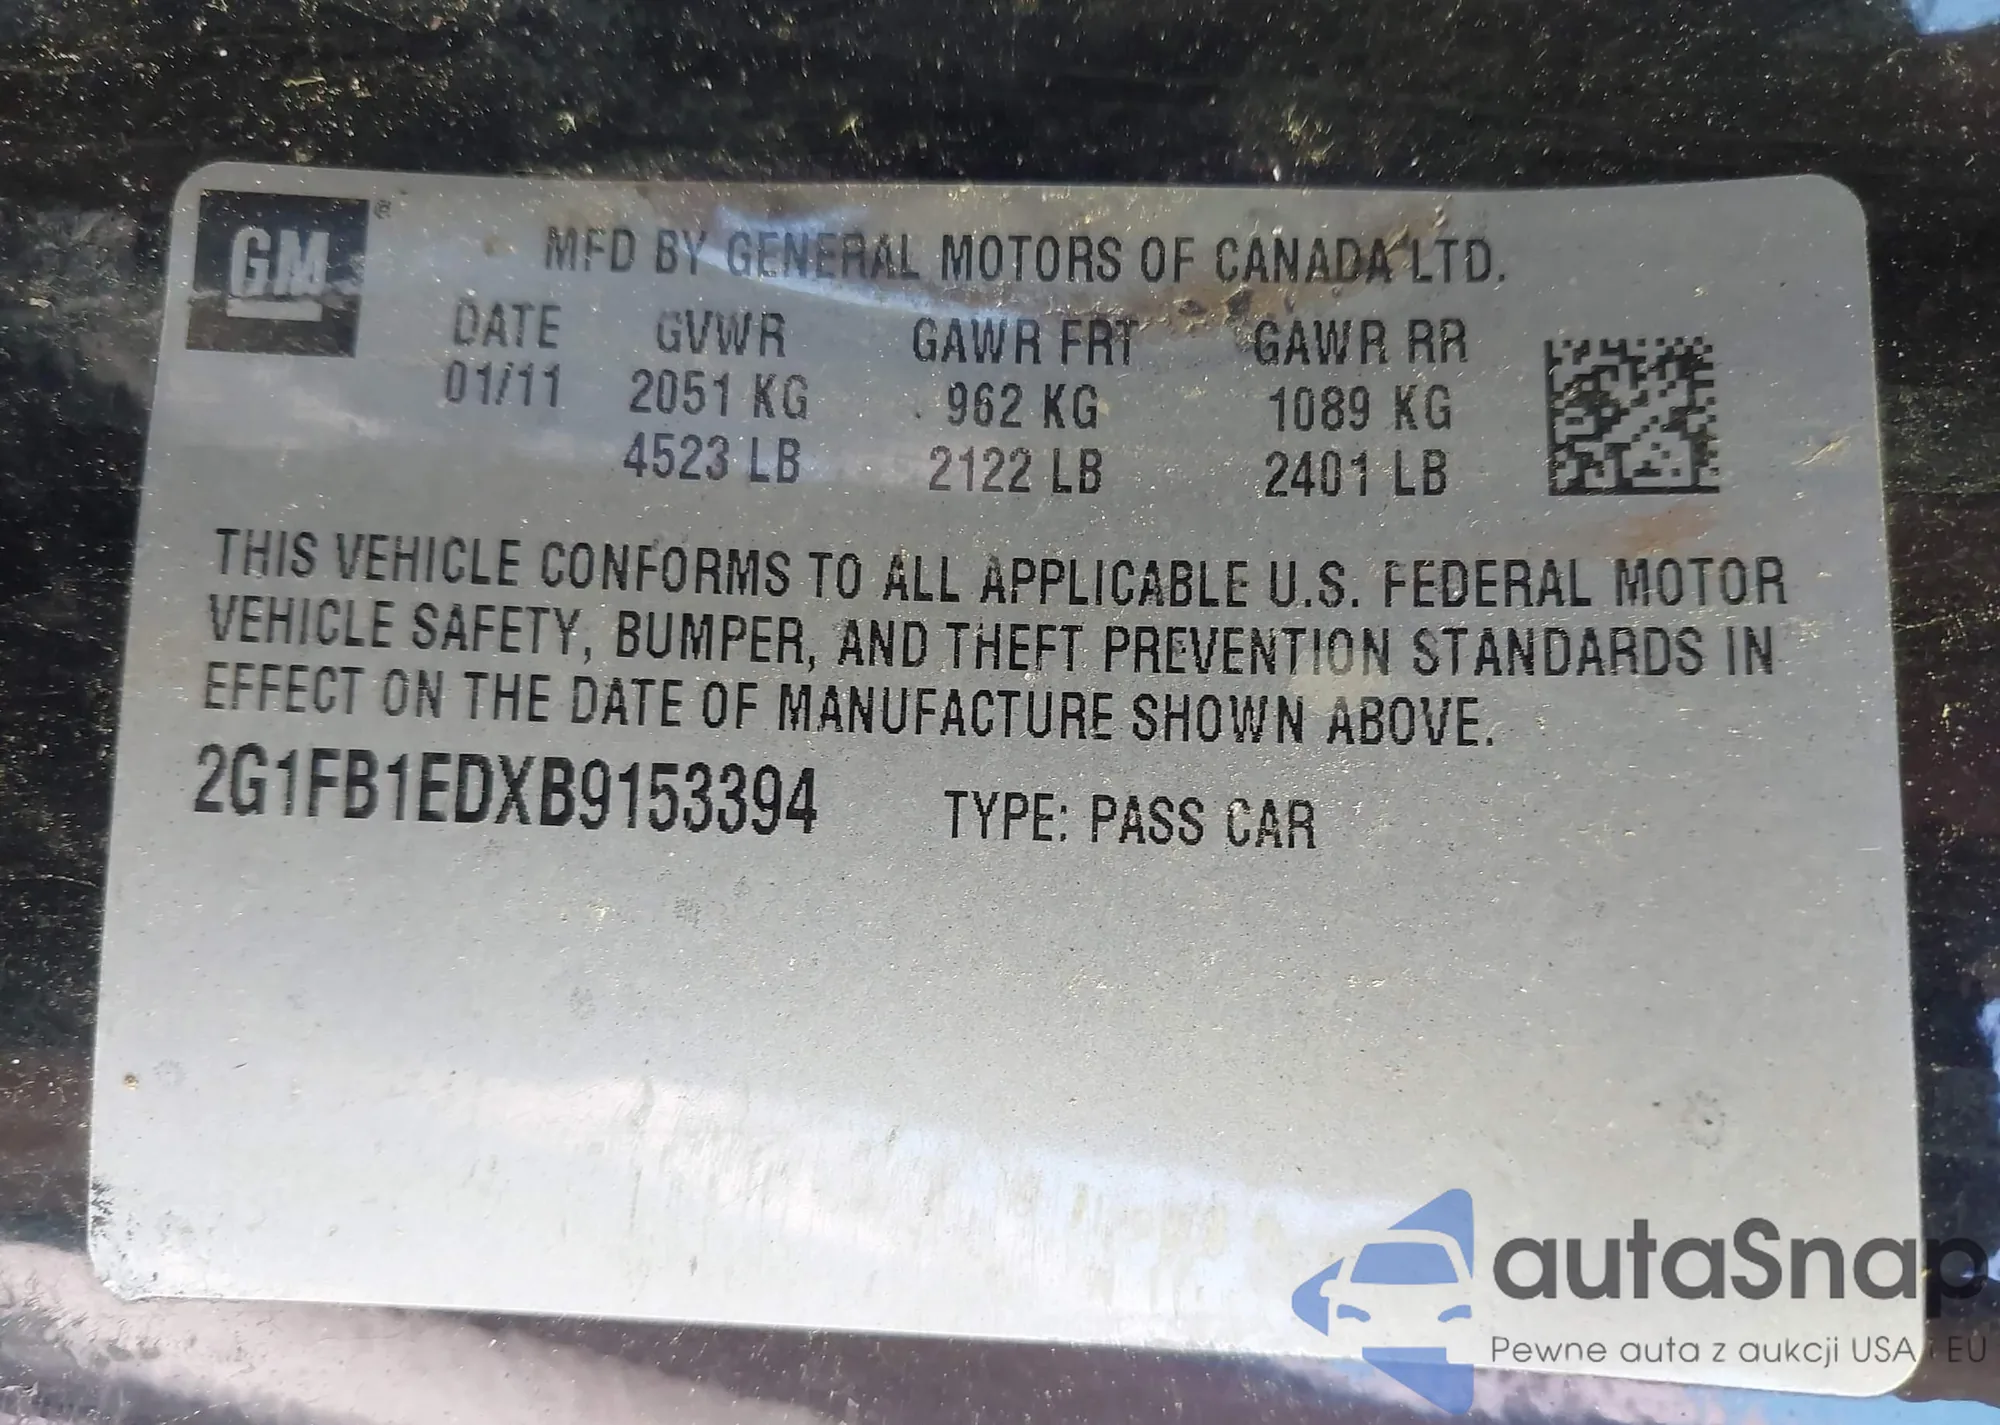 GM ®
MFD BY GENERAL MOTORS OF CANADA LTD.
DATE GVWR GAWR FRT GAWR RR
01/11 2051 KG 962 KG 1089 KG
4523 LB 2122 LB 2401 LB
THIS VEHICLE CONFORMS TO ALL APPLICABLE U.S. FEDERAL MOTOR
VEHICLE SAFETY, BUMPER, AND THEFT PREVENTION STANDARDS IN
EFFECT ON THE DATE OF MANUFACTURE SHOWN ABOVE.
2G1FB1EDXB9153394 TYPE: PASS CAR
autaSnap
Pewne auta z aukcji USA i EU